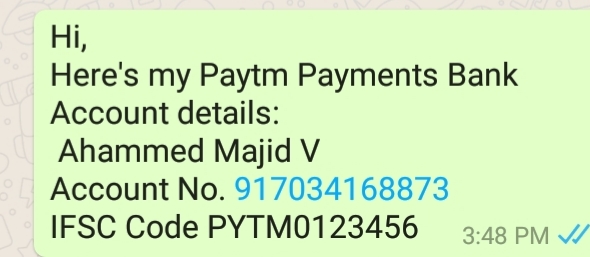 Hi,
Here's my Paytm Payments Bank
Account details:
Ahammed Majid V
Account No. 917034168873
IFSC Code PYTM0123456
3:48 PM